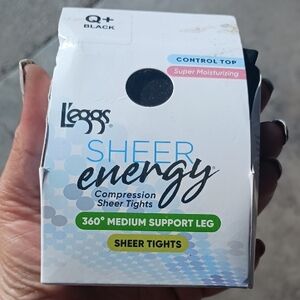 Q+
BLACK
CONTROL TOP
Super Moisturizing
L'eggs®
SHEER
energy®
Compression
Sheer Tights
360° MEDIUM SUPPORT LEG
SHEER TIGHTS